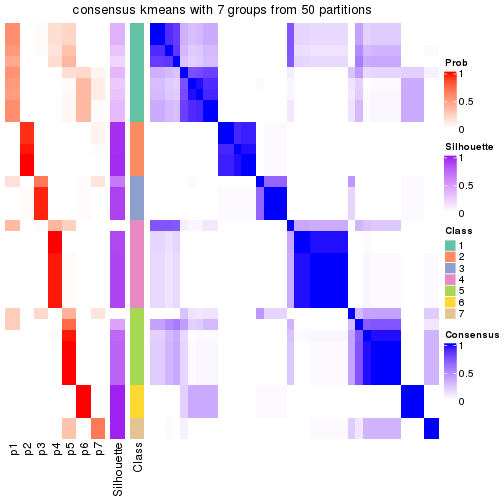 consensus kmeans with 7 groups from 50 partitions
Prob
1
0.5
0
Silhouette
1
0.5
0
Class
1
2
3
4
5
6
7
Consensus
1
0.5
0
p1
p2
p3
p4
p5
p6
p7
Silhouette
Class